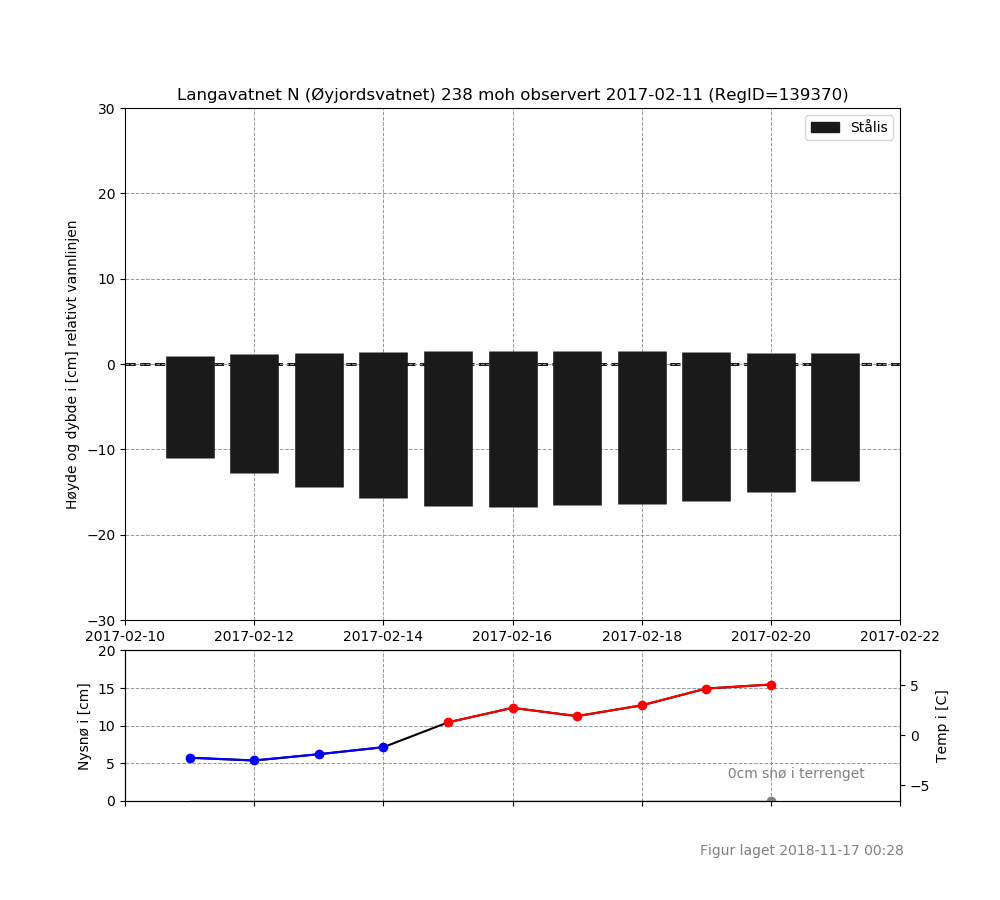 Langavatnet N (Øyjordsvatnet) 238 moh observert 2017-02-11 (RegID=139370)
Stålis
Høyde og dybde i [cm] relativt vannlinjen
30
20
10
0
−10
−20
−30
2017-02-10 2017-02-12 2017-02-14 2017-02-16 2017-02-18 2017-02-20 2017-02-22
Nysnø i [cm]
20
15
10
5
0
5
0
−5
Temp i [C]
0cm snø i terrenget
Figur laget 2018-11-17 00:28